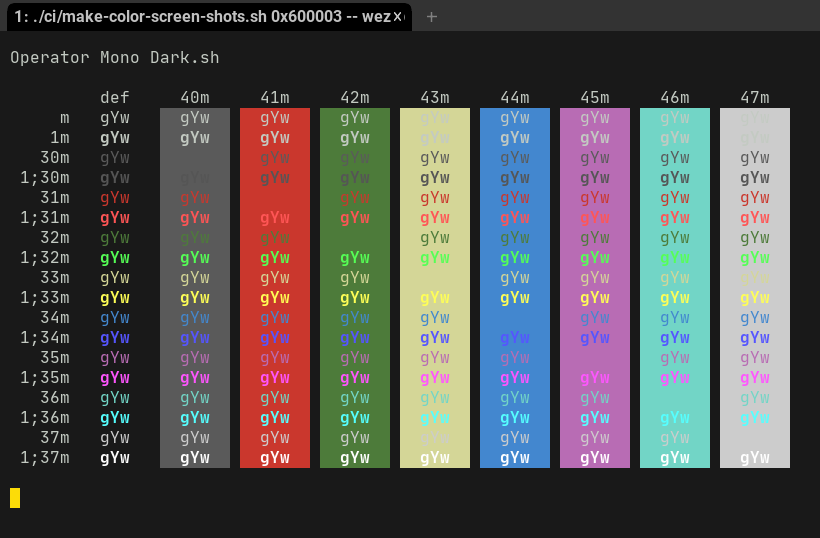 1: ./ci/make-color-screen-shots.sh 0x600003 -- wez
Operator Mono Dark.sh
def 40m 41m 42m 43m 44m 45m 46m 47m
m gYw gYw gYw gYw gYw gYw gYw gYw
1m gYw gYw gYw gYw gYw gYw gYw gYw
30m gYw gYw gYw gYw gYw gYw gYw gYw
1;30m gYw gYw gYw gYw gYw gYw gYw gYw gYw
31m gYw gYw gYw gYw gYw gYw gYw gYw
1;31m gYw gYw gYw gYw gYw gYw gYw gYw gYw
32m gYw gYw gYw gYw gYw gYw gYw gYw
1;32m gYw gYw gYw gYw gYw gYw gYw gYw gYw
33m gYw gYw gYw gYw gYw gYw gYw gYw
1;33m gYw gYw gYw gYw gYw gYw gYw gYw gYw
34m gYw gYw gYw gYw gYw gYw gYw gYw
1;34m gYw gYw gYw gYw gYw gYw gYw gYw gYw
35m gYw gYw gYw gYw gYw gYw gYw gYw
1;35m gYw gYw gYw gYw gYw gYw gYw gYw gYw
36m gYw gYw gYw gYw gYw gYw gYw gYw
1;36m gYw gYw gYw gYw gYw gYw gYw gYw gYw
37m gYw gYw gYw gYw gYw gYw gYw gYw
1;37m gYw gYw gYw gYw gYw gYw gYw gYw gYw